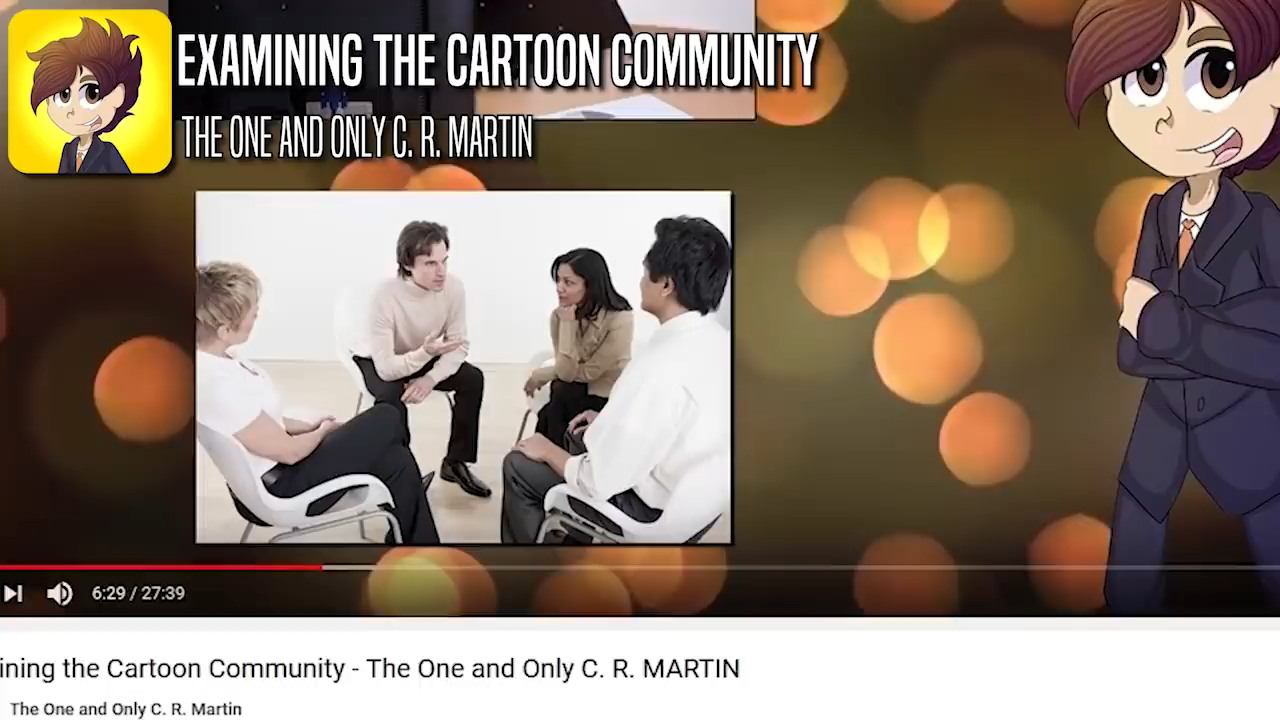 EXAMINING THE CARTOON COMMUNITY
THE ONE AND ONLY C. R. MARTIN
6:29 / 27:39
ining the Cartoon Community - The One and Only C. R. MARTIN
The One and Only C. R. Martin